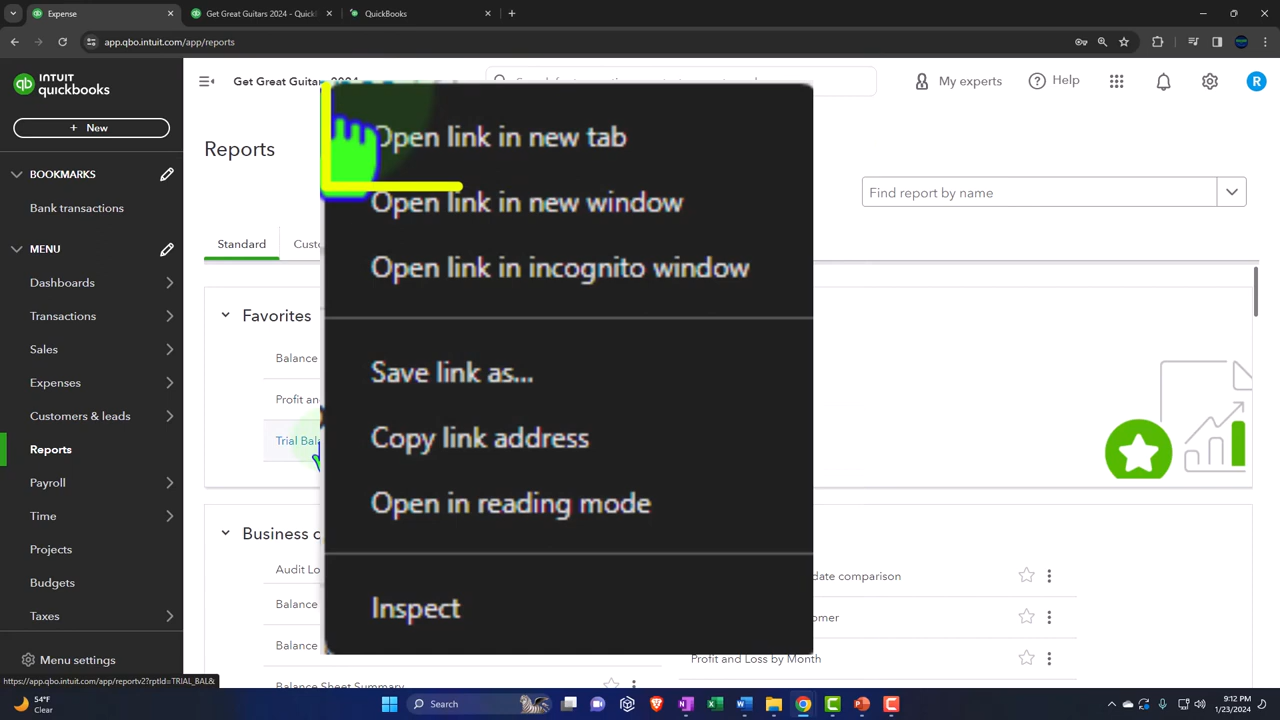 Expense
Get Great Guitars 2024 - QuickB
QuickBooks
app.qbo.intuit.com/app/reports
INTUIT
quickbooks
Get Great Guitars 2024
My experts
Help
R
+ New
Reports
BOOKMARKS
Find report by name
Bank transactions
Standard
MENU
Dashboards
Transactions
Favorites
Sales
Balance
Expenses
Profit an
Customers & leads
Trial Bal
Reports
Payroll
Time
Business o
Audit Lo
date comparison
Projects
Balance
omer
Budgets
Balance
Profit and Loss by Month
Taxes
Balance Sheet Summary
Menu settings
https://app.qbo.intuit.com/app/reportv2?rptId=TRIAL_BAL&
Open link in new tab
Open link in new window
Open link in incognito window
Save link as...
Copy link address
Open in reading mode
Inspect
54°F
Clear
Search
9:12 PM
1/23/2024